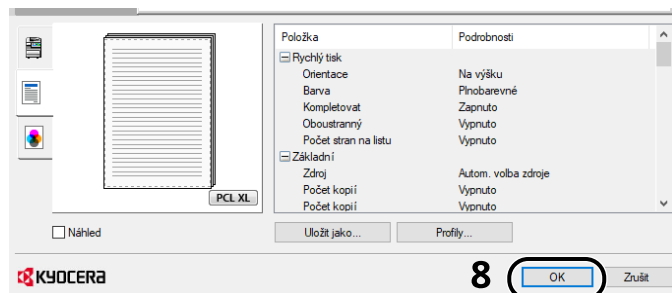 Položka Podrobnosti
Rychlý tisk
Orientace Na výšku
Barva Plnobarevné
Kompletovat Zapnuto
Oboustranný Vypnuto
Počet stran na listu Vypnuto
Základní
Zdroj Autom. volba zdroje
Počet kopií Vypnuto
Počet kopií Vypnuto
PCL XL
Náhled Uložit jako... Profily...
KYOCERA 8 OK Zrušit